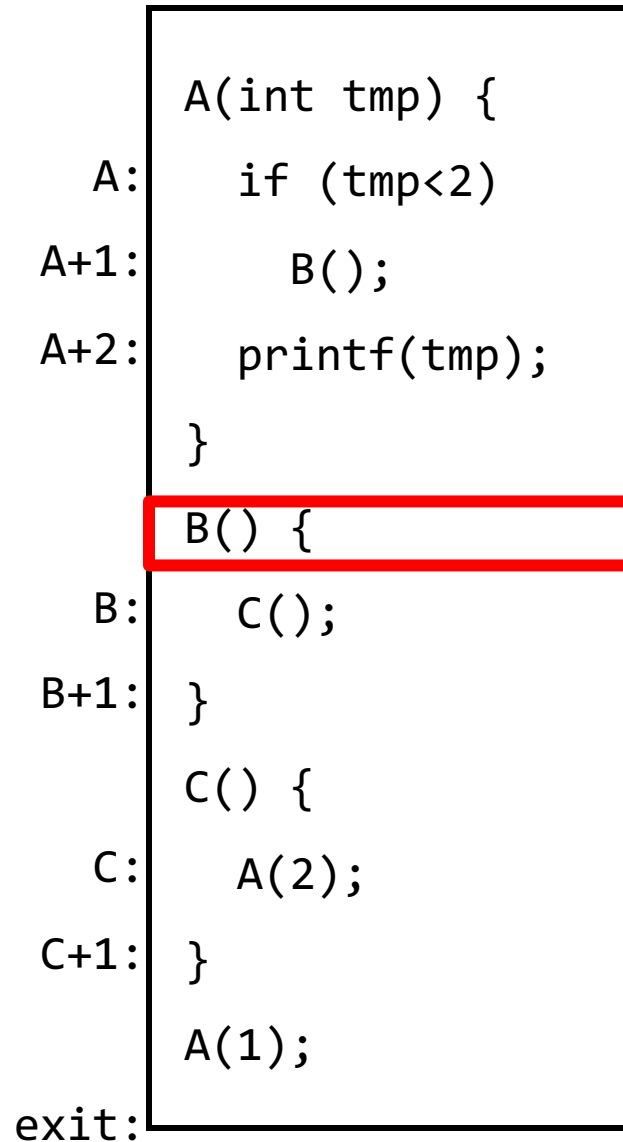 A(int tmp) {
A: if (tmp<2)
A+1: B();
A+2: printf(tmp);
}
B() {
B: C();
B+1: }
C() {
C: A(2);
C+1: }
A(1);
exit: